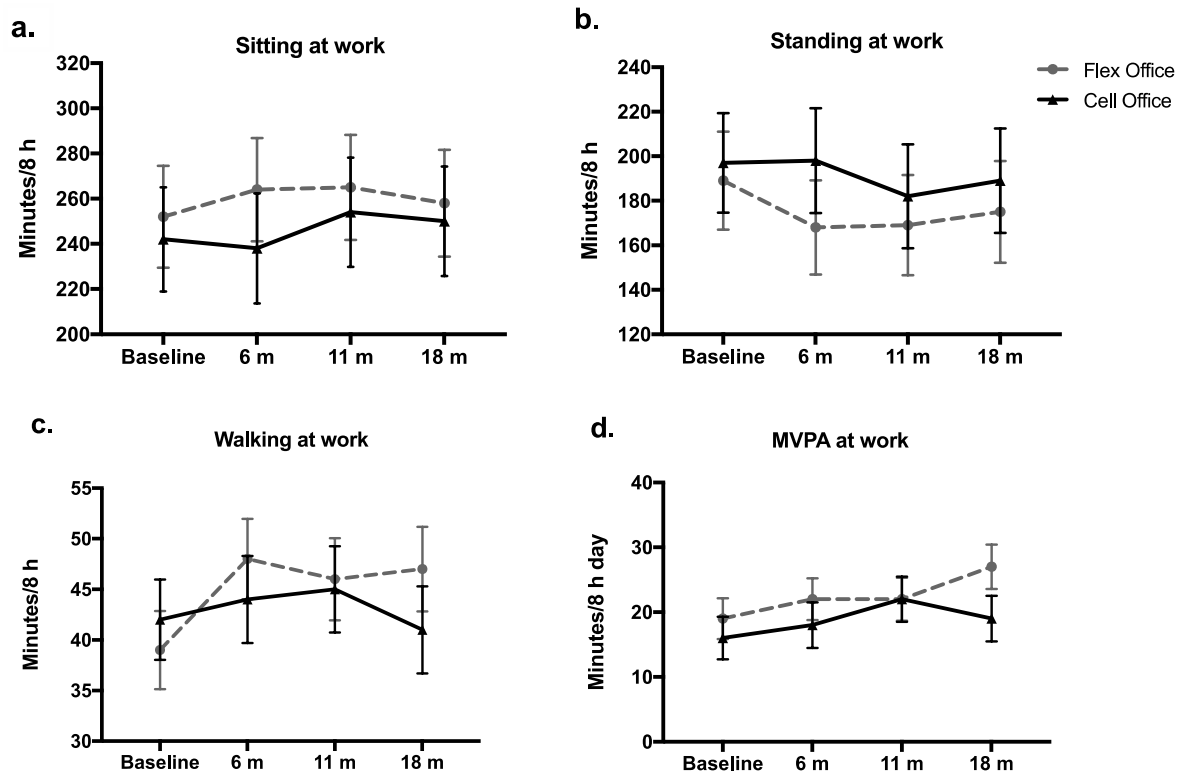 a.
Sitting at work
Minutes/8 h
320
300
280
260
240
220
200
Baseline 6 m 11 m 18 m
b.
Standing at work
Minutes/8 h
240
220
200
180
160
140
120
Baseline 6 m 11 m 18 m
Flex Office
Cell Office
c.
Walking at work
Minutes/8 h
55
50
45
40
35
30
Baseline 6 m 11 m 18 m
d.
MVPA at work
Minutes/8 h day
40
30
20
10
0
Baseline 6 m 11 m 18 m